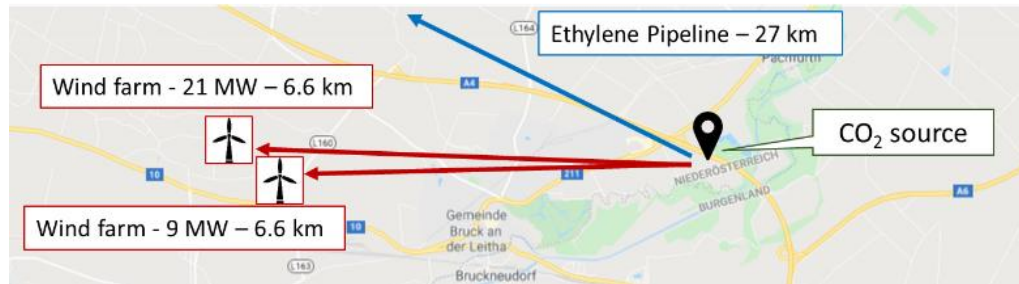 L164
Ethylene Pipeline – 27 km
Pachfurth
A4
Wind farm - 21 MW – 6.6 km
L160
CO₂ source
10
211
NIEDERÖSTERREICH
BURGENLAND
A6
Gemeinde
Bruck an
der Leitha
Wind farm - 9 MW – 6.6 km
10
L163
Bruckneudorf